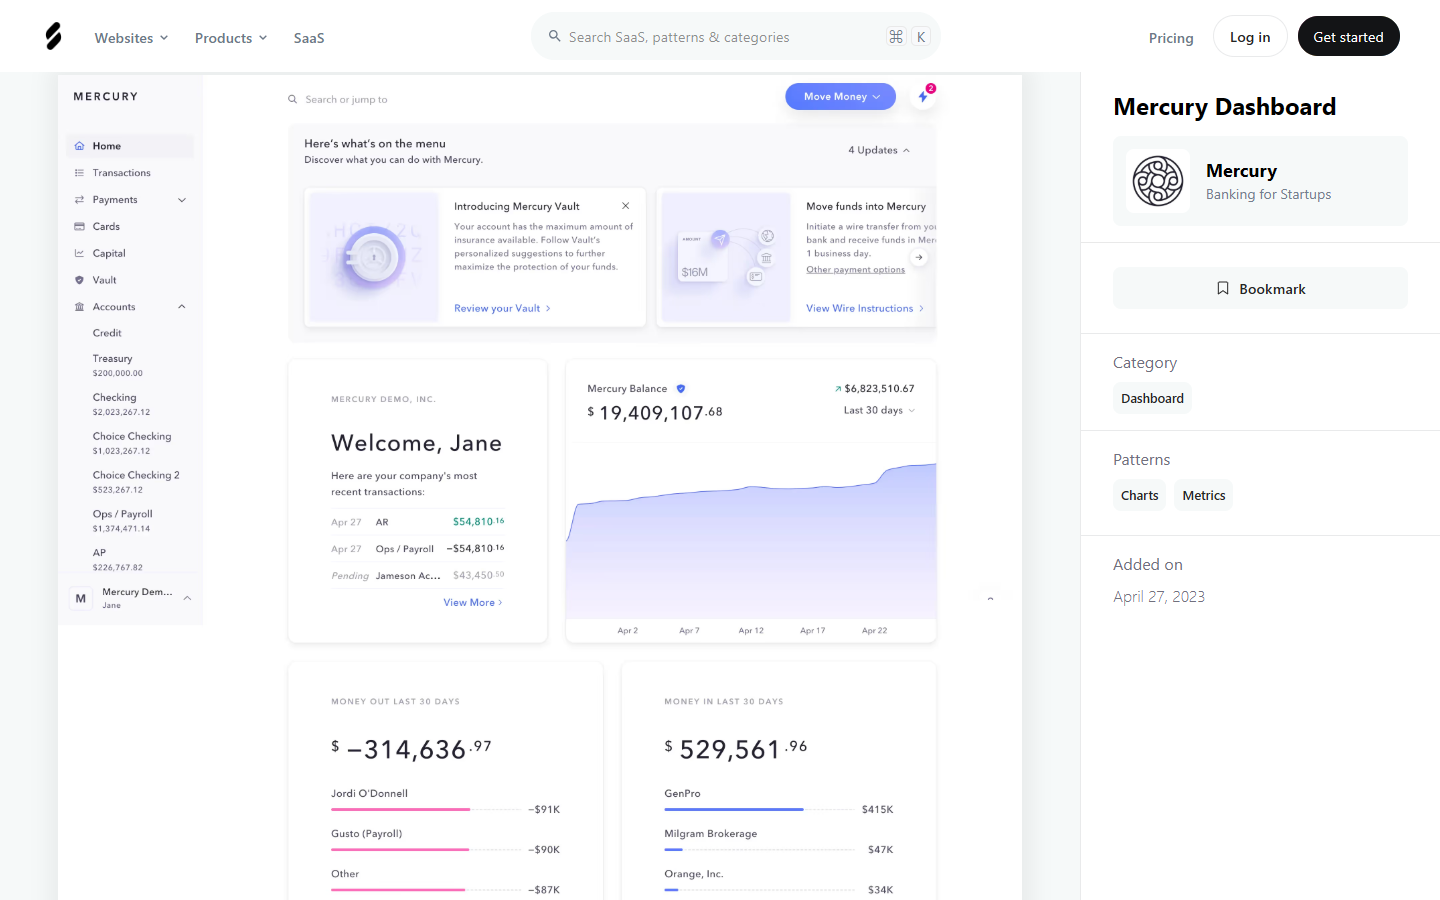 Websites
Products
SaaS
Search SaaS, patterns & categories
⌘ K
Pricing
Log in
Get started
MERCURY
Home
Transactions
Payments
Cards
Capital
Vault
Accounts
Credit
Treasury
$200,000.00
Checking
$2,023,267.12
Choice Checking
$1,023,267.12
Choice Checking 2
$523,267.12
Ops / Payroll
$1,374,471.14
AP
$226,767.82
M
Mercury Dem...
Jane
Search or jump to
Move Money
2
Here's what's on the menu
Discover what you can do with Mercury.
4 Updates
Introducing Mercury Vault
Your account has the maximum amount of
insurance available. Follow Vault's
personalized suggestions to further
maximize the protection of your funds.
Review your Vault
MERCURY
$16M
Move funds into Mercury
Initiate a wire transfer from you
bank and receive funds in Mer
1 business day.
Other payment options
View Wire Instructions
MERCURY DEMO, INC.
Welcome, Jane
Here are your company's most
recent transactions:
Apr 27 AR $54,810.16
Apr 27 Ops / Payroll −$54,810.16
Pending Jameson Ac... $43,450.50
View More
Mercury Balance
$ 19,409,107.68
$6,823,510.67
Last 30 days
Apr 2 Apr 7 Apr 12 Apr 17 Apr 22
MONEY OUT LAST 30 DAYS
$ −314,636.97
Jordi O'Donnell
−$91K
Gusto (Payroll)
−$90K
Other
−$87K
MONEY IN LAST 30 DAYS
$ 529,561.96
GenPro
$415K
Milgram Brokerage
$47K
Orange, Inc.
$34K
Mercury Dashboard
Mercury
Banking for Startups
Bookmark
Category
Dashboard
Patterns
Charts
Metrics
Added on
April 27, 2023